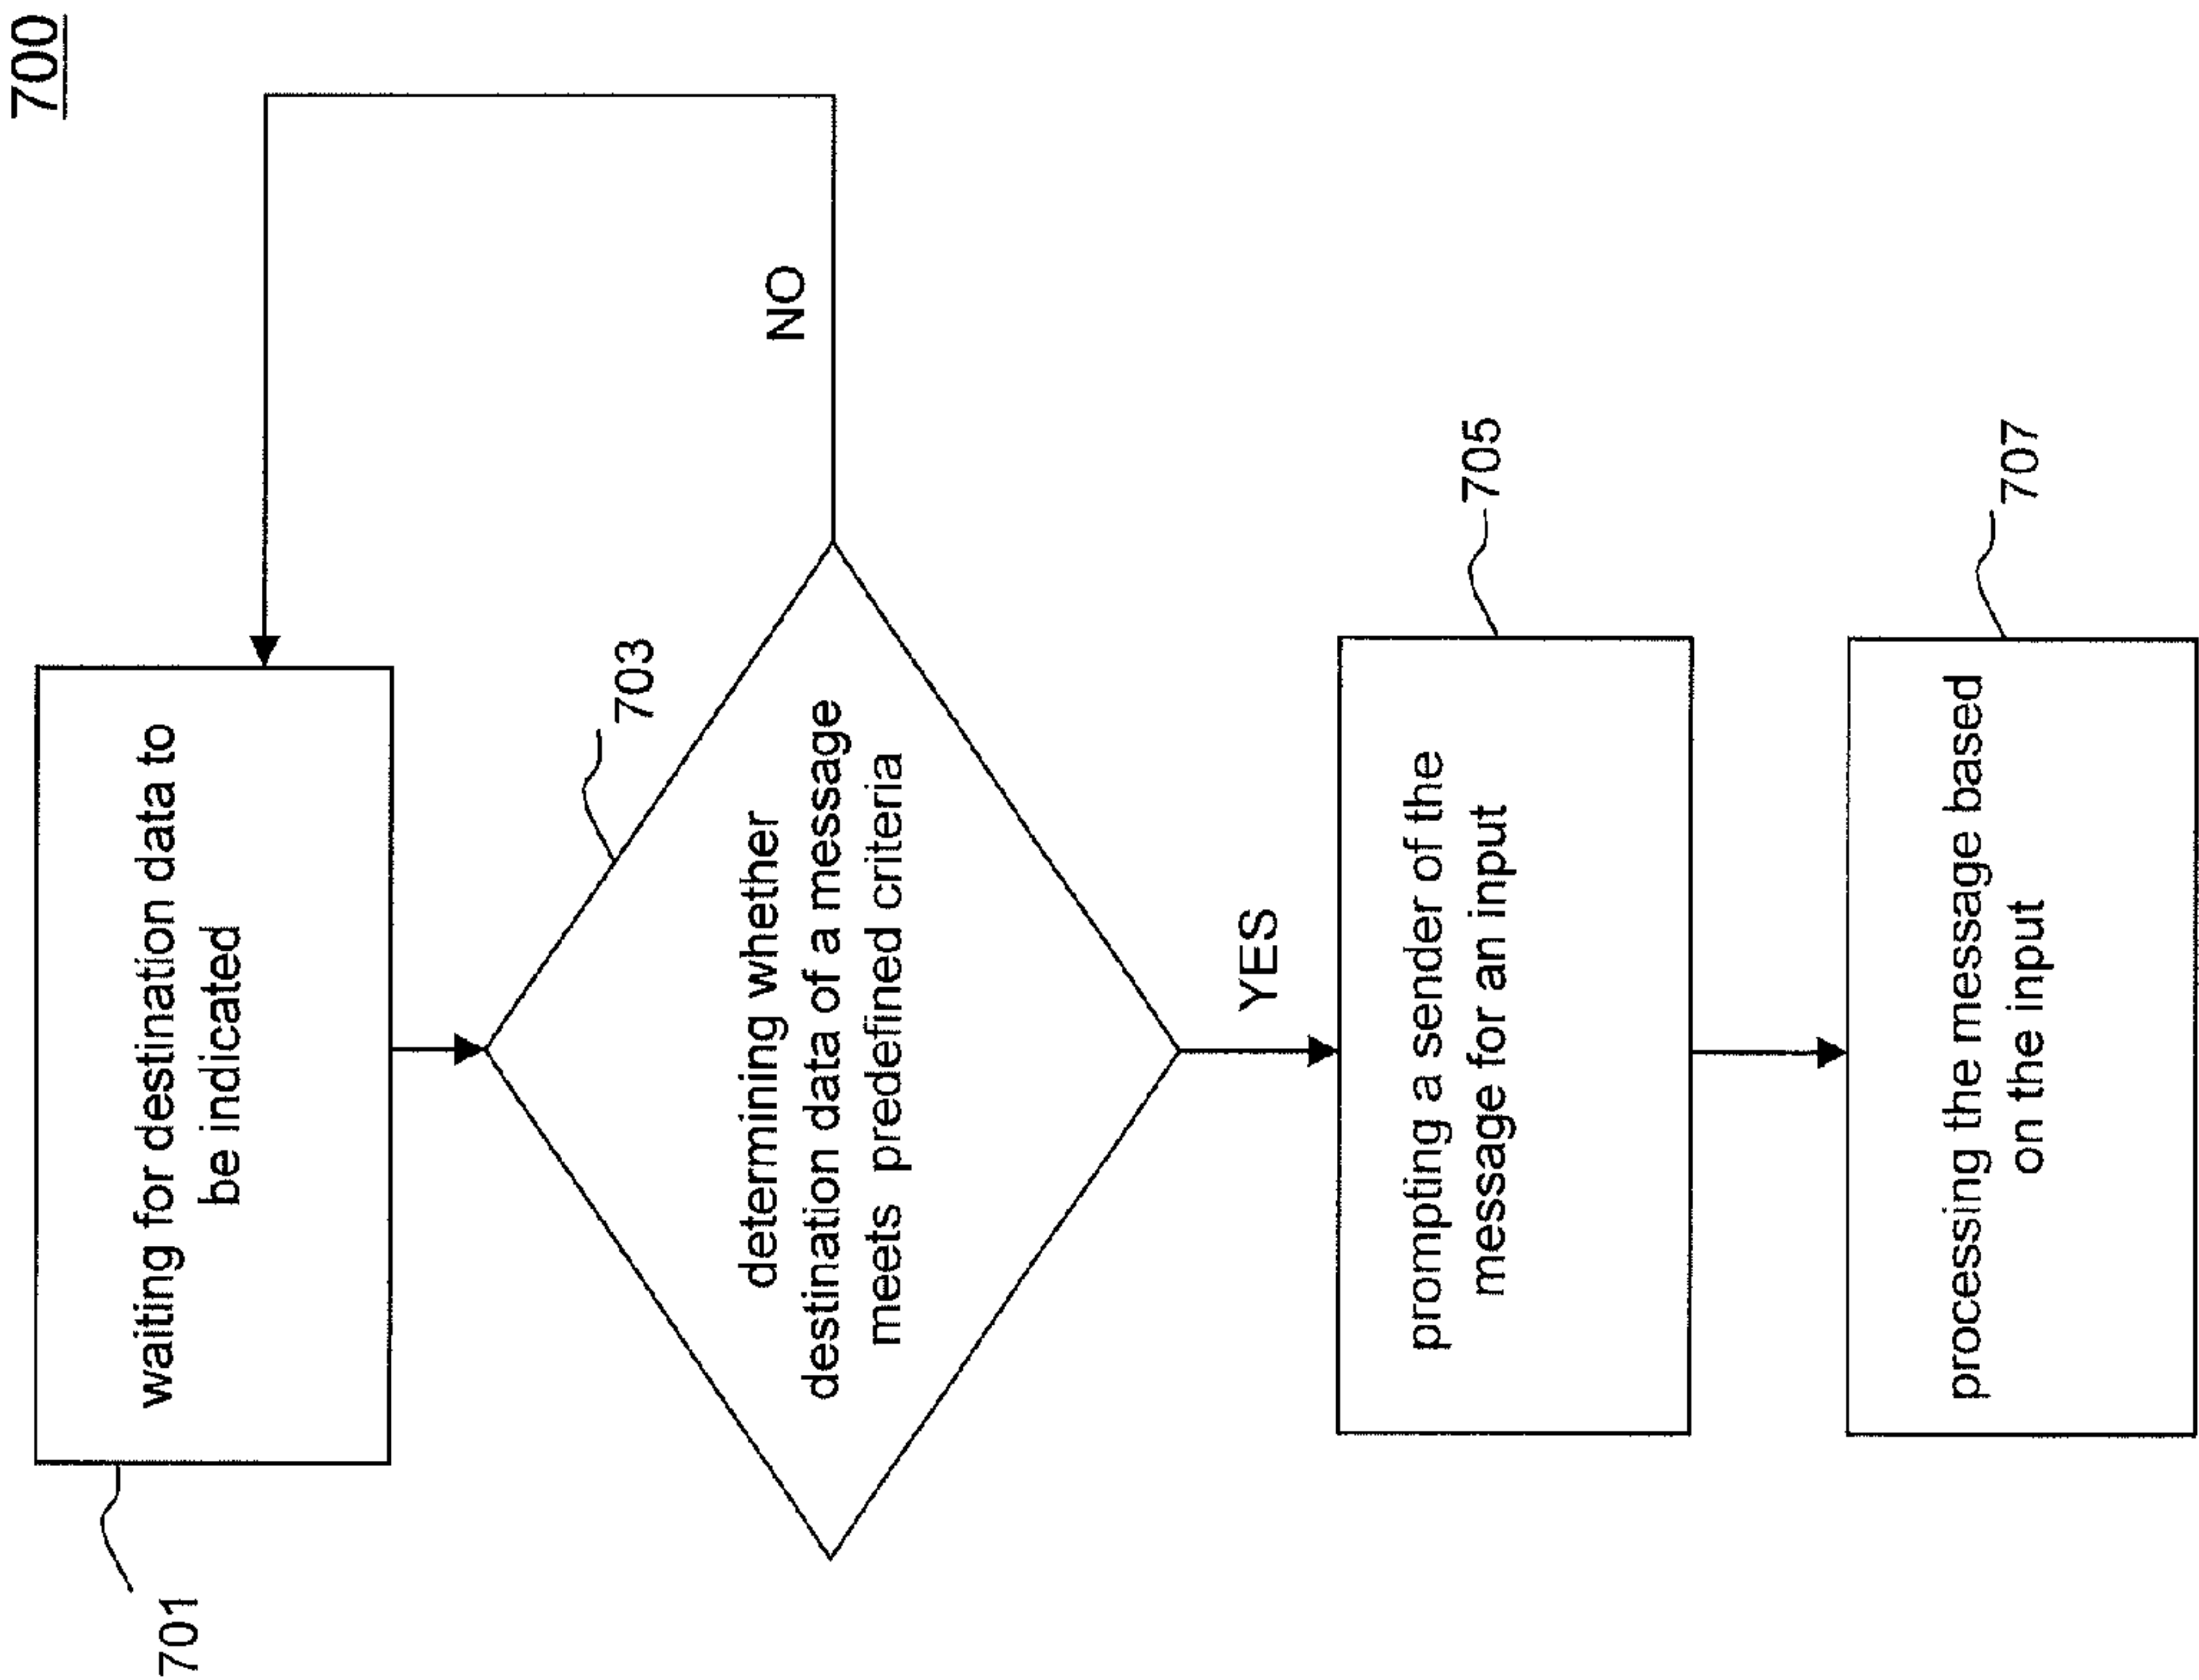 700
701
waiting for destination data to
be indicated
703
determining whether
destination data of a message
meets predefined criteria
NO
YES
705
prompting a sender of the
message for an input
707
processing the message based
on the input